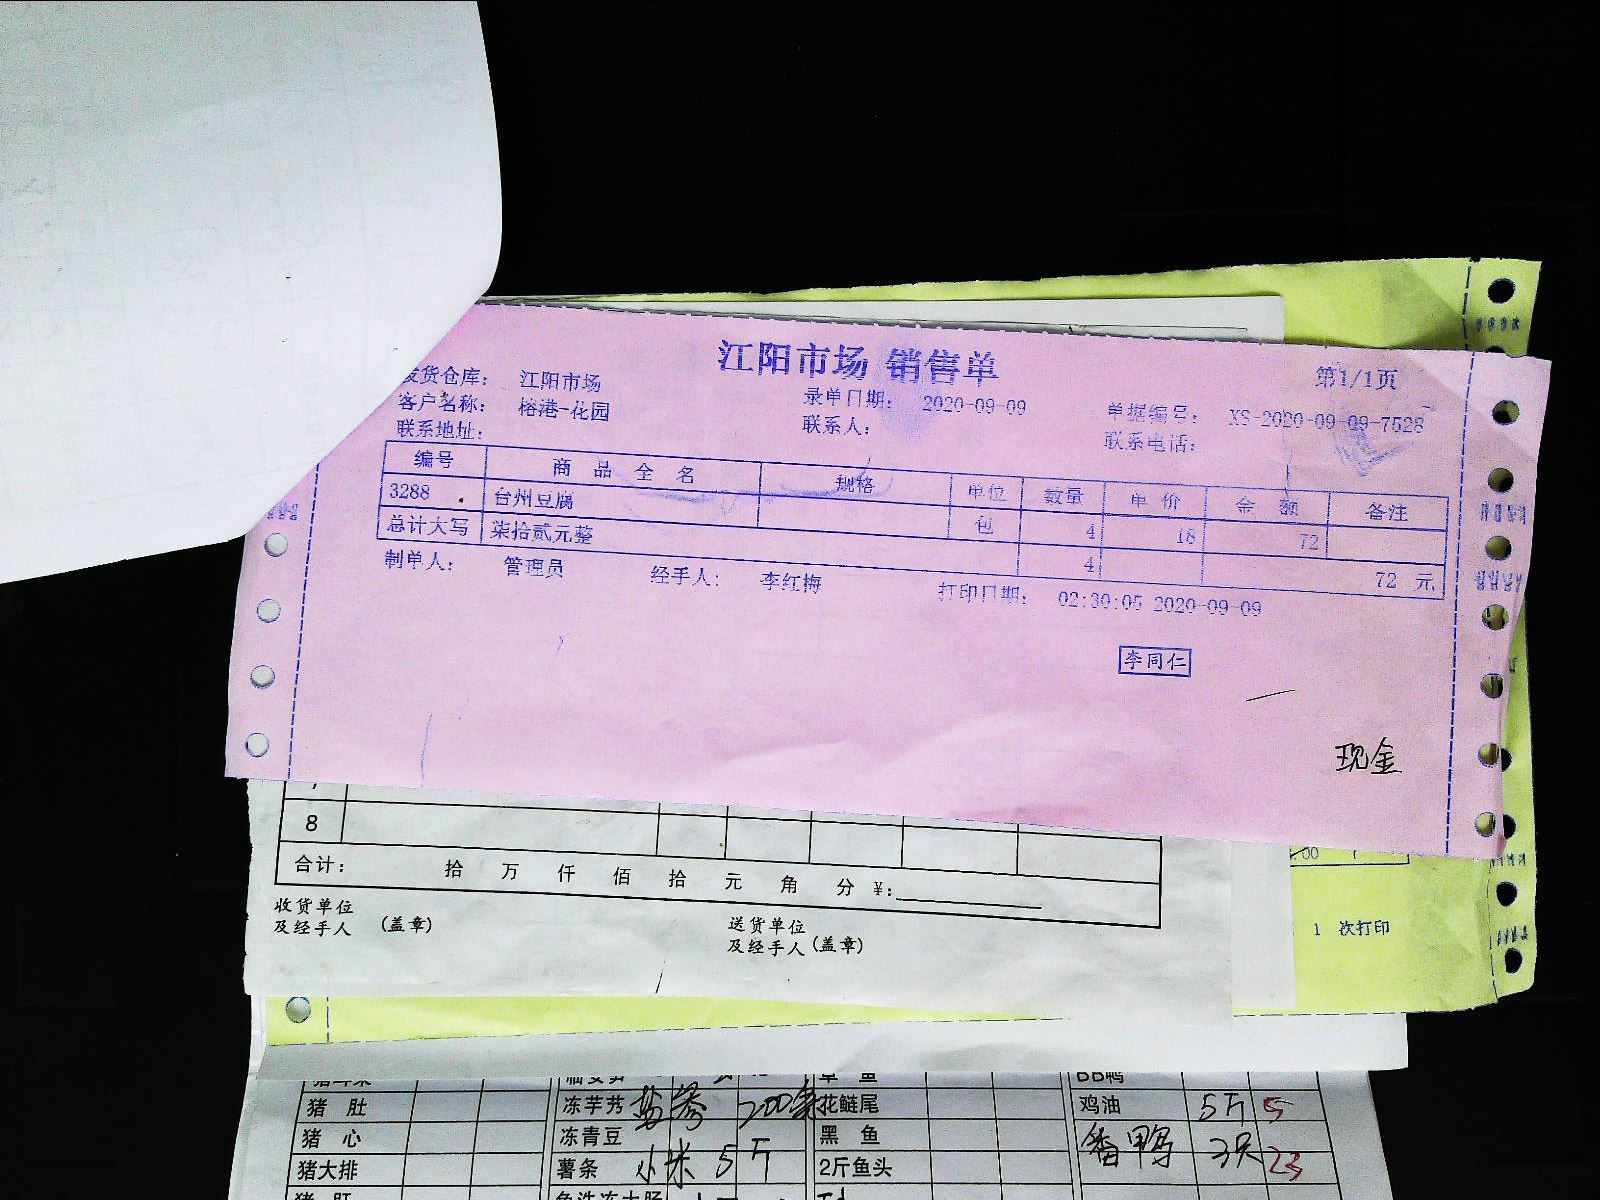 江阳市场 销售单
第1/1页
发货仓库： 江阳市场
录单日期： 2020-09-09
单据编号： XS-2020-09-09-7528
客户名称： 榕港-花园
联系人：
联系电话：
联系地址：
编号 商品全名 规格 单位 数量 单价 金额 备注
3288 台州豆腐 包 4 18 72
总计大写 柒拾贰元整 4 72 元
制单人： 管理员 经手人： 李红梅 打印日期： 02:30:05 2020-09-09
李同仁
现金
8
合计： 拾 万 仟 佰 拾 元 角 分 ¥：
收货单位
及经手人 (盖章)
送货单位
及经手人 (盖章)
1 次打印
猪 肚 冻芋艿 200 花鲢尾 鸡油 5斤 5
猪 心 冻青豆 黑 鱼 番鸭 3只 23
猪大排 薯条 小米 5斤 2斤鱼头